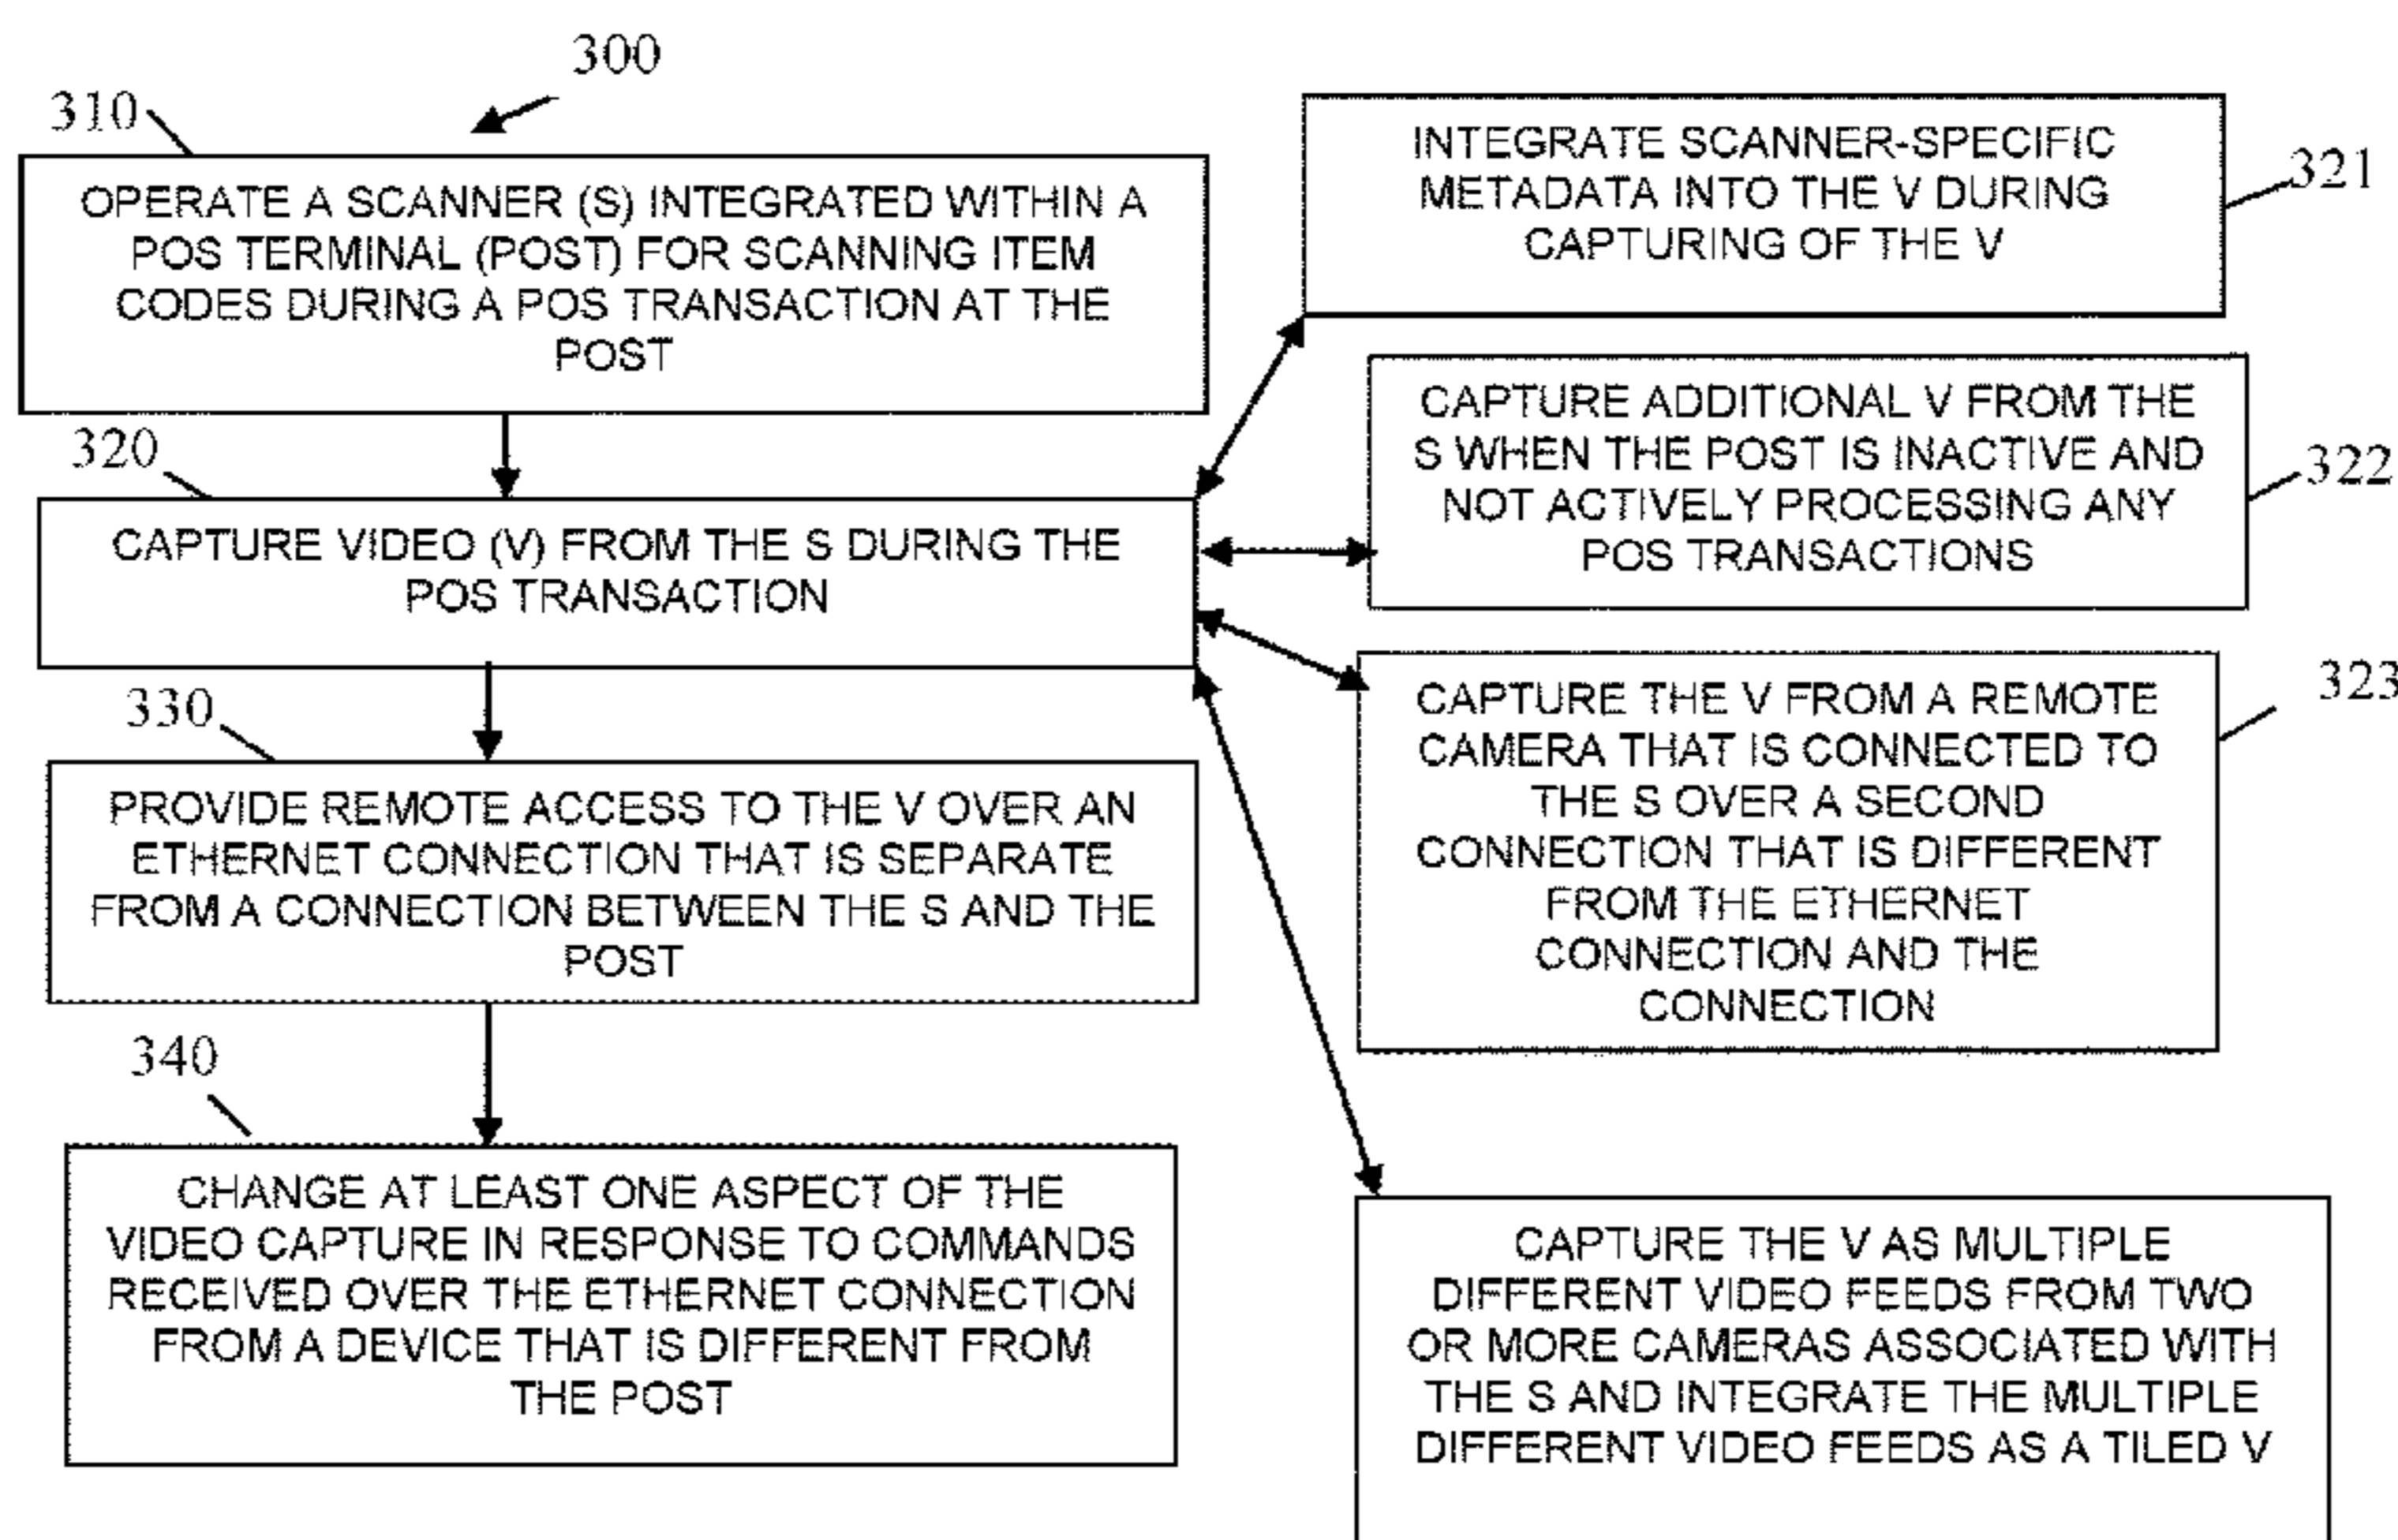 300
310
OPERATE A SCANNER (S) INTEGRATED WITHIN A
POS TERMINAL (POST) FOR SCANNING ITEM
CODES DURING A POS TRANSACTION AT THE
POST
320
CAPTURE VIDEO (V) FROM THE S DURING THE
POS TRANSACTION
330
PROVIDE REMOTE ACCESS TO THE V OVER AN
ETHERNET CONNECTION THAT IS SEPARATE
FROM A CONNECTION BETWEEN THE S AND THE
POST
340
CHANGE AT LEAST ONE ASPECT OF THE
VIDEO CAPTURE IN RESPONSE TO COMMANDS
RECEIVED OVER THE ETHERNET CONNECTION
FROM A DEVICE THAT IS DIFFERENT FROM
THE POST
INTEGRATE SCANNER-SPECIFIC
METADATA INTO THE V DURING
CAPTURING OF THE V
321
CAPTURE ADDITIONAL V FROM THE
S WHEN THE POST IS INACTIVE AND
NOT ACTIVELY PROCESSING ANY
POS TRANSACTIONS
322
CAPTURE THE V FROM A REMOTE
CAMERA THAT IS CONNECTED TO
THE S OVER A SECOND
CONNECTION THAT IS DIFFERENT
FROM THE ETHERNET
CONNECTION AND THE
CONNECTION
323
CAPTURE THE V AS MULTIPLE
DIFFERENT VIDEO FEEDS FROM TWO
OR MORE CAMERAS ASSOCIATED WITH
THE S AND INTEGRATE THE MULTIPLE
DIFFERENT VIDEO FEEDS AS A TILED V